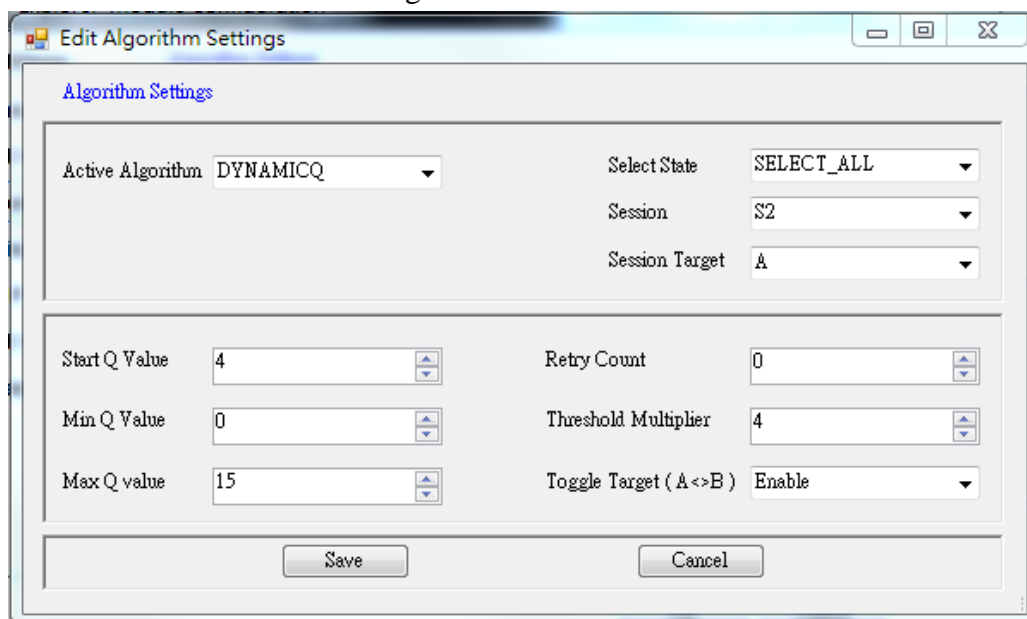 Edit Algorithm Settings
Algorithm Settings
Active Algorithm DYNAMICQ
Select State SELECT_ALL
Session S2
Session Target A
Start Q Value 4
Retry Count 0
Min Q Value 0
Threshold Multiplier 4
Max Q value 15
Toggle Target ( A<>B ) Enable
Save
Cancel